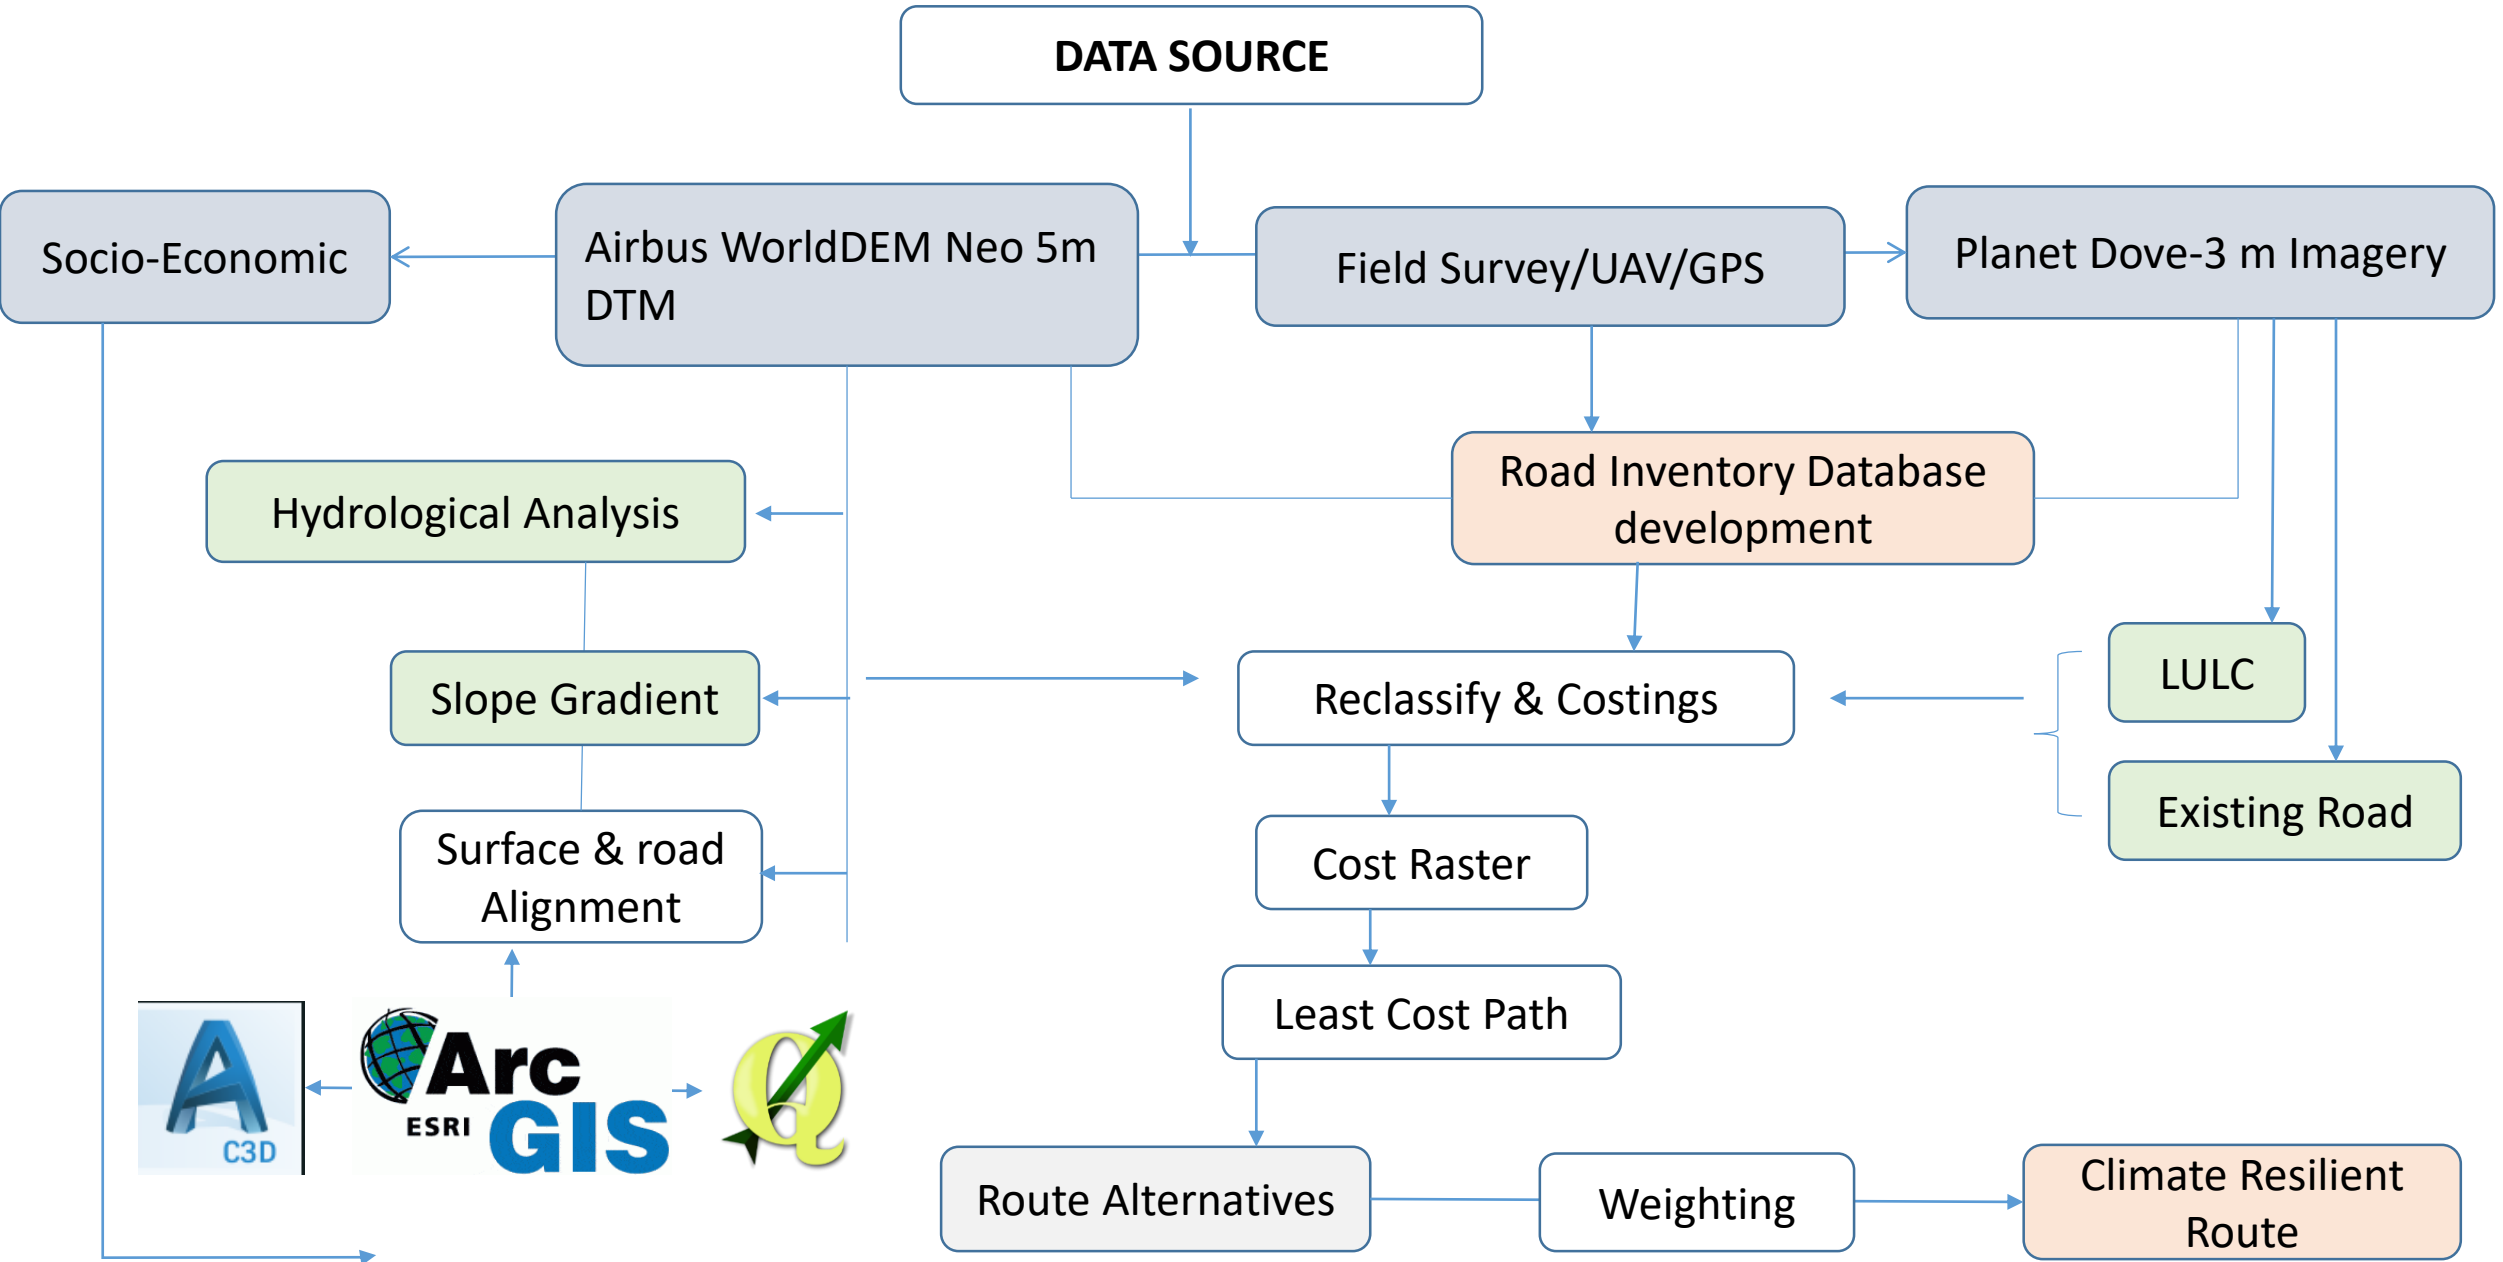 DATA SOURCE
Socio-Economic
Airbus WorldDEM Neo 5m
DTM
Field Survey/UAV/GPS
Planet Dove-3 m Imagery
Hydrological Analysis
Road Inventory Database
development
Slope Gradient
Reclassify & Costings
LULC
Existing Road
Surface & road
Alignment
Cost Raster
Least Cost Path
C3D
Arc
ESRI
GIS
Route Alternatives
Weighting
Climate Resilient
Route